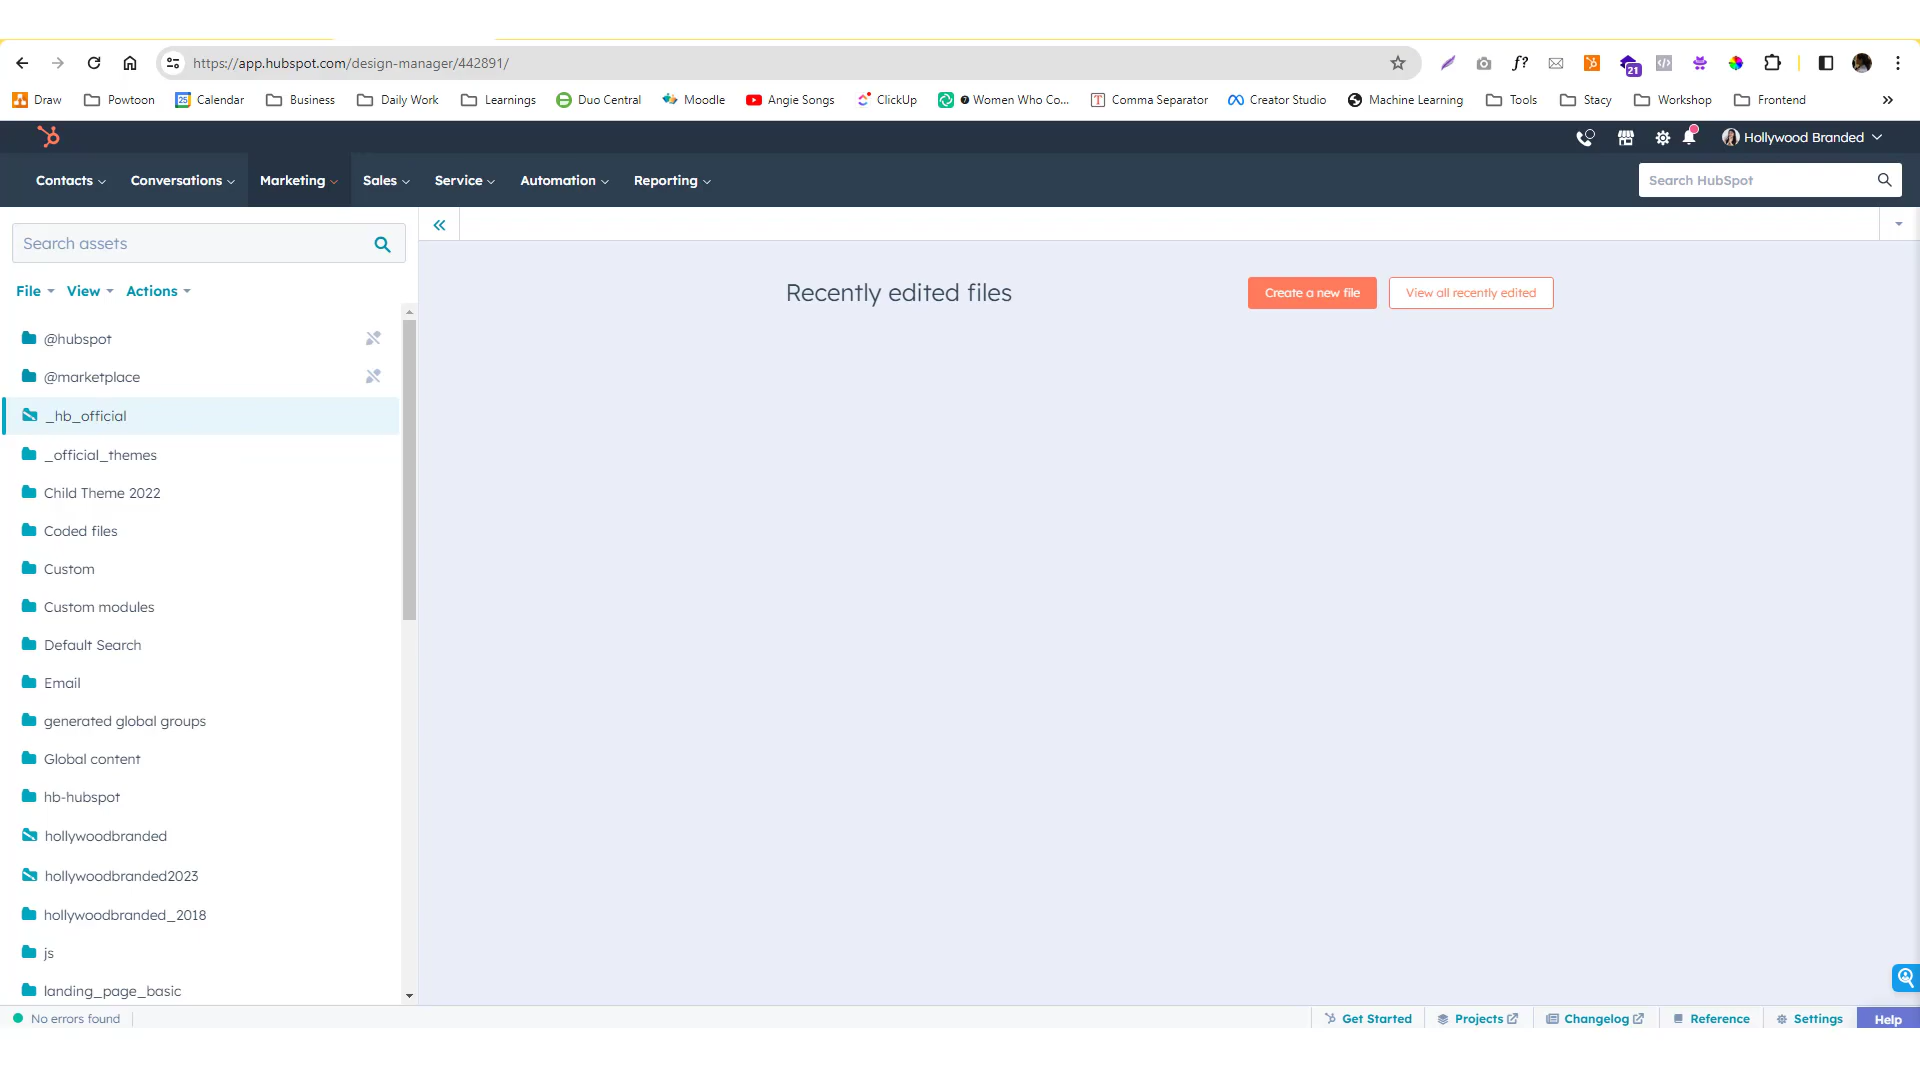 https://app.hubspot.com/design-manager/442891/
21
Draw Powtoon Calendar Business Daily Work Learnings Duo Central Moodle Angie Songs ClickUp Women Who Co... Comma Separator Creator Studio Machine Learning Tools Stacy Workshop Frontend
Hollywood Branded
Contacts Conversations Marketing Sales Service Automation Reporting Search HubSpot
Search assets
File View Actions
Recently edited files Create a new file View all recently edited
@hubspot
@marketplace
_hb_official
_official_themes
Child Theme 2022
Coded files
Custom
Custom modules
Default Search
Email
generated global groups
Global content
hb-hubspot
hollywoodbranded
hollywoodbranded2023
hollywoodbranded_2018
js
landing_page_basic
No errors found Get Started Projects Changelog Reference Settings Help